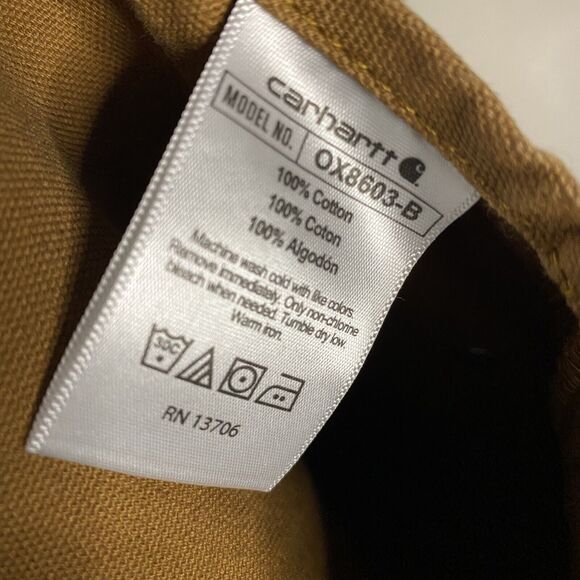 carhartt
MODEL NO. OX8603-B
100% Cotton
100% Coton
100% Algodón
Machine wash cold with like colors.
Remove immediately. Only non-chlorine
bleach when needed. Tumble dry low.
Warm iron.
30C
RN 13706